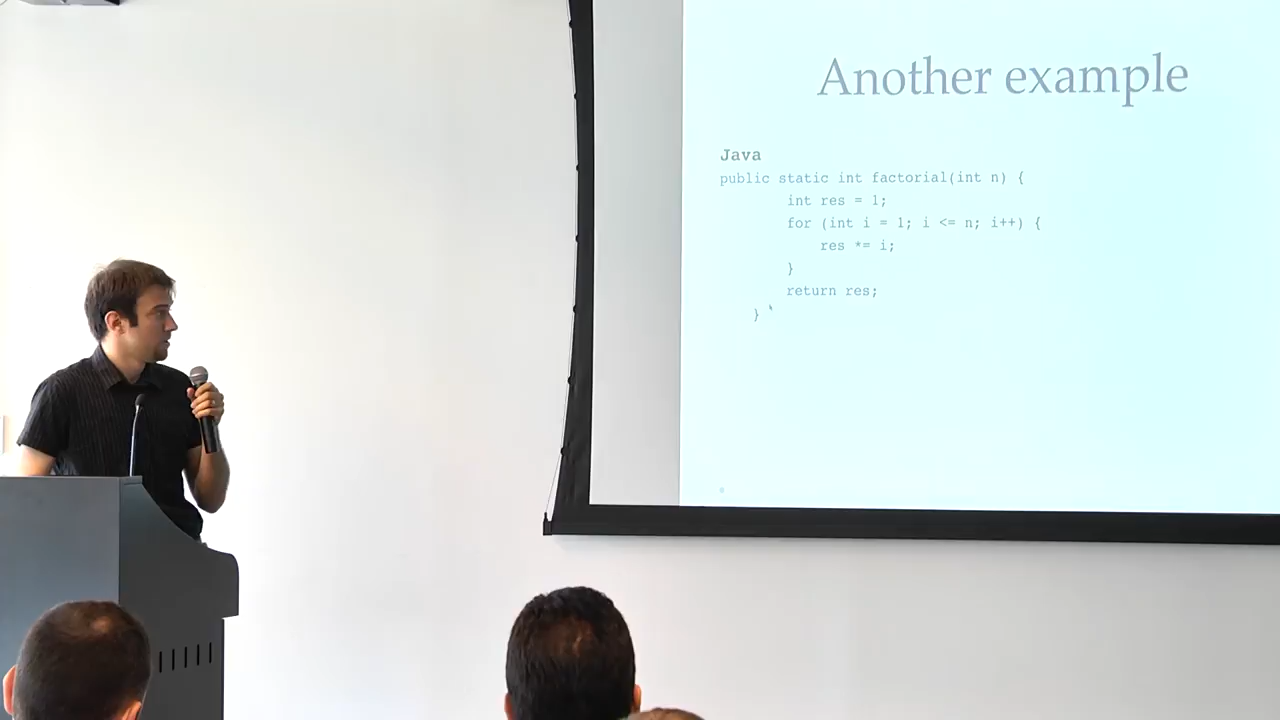 Another example
Java
public static int factorial(int n) {
int res = 1;
for (int i = 1; i <= n; i++) {
res *= i;
}
return res;
}